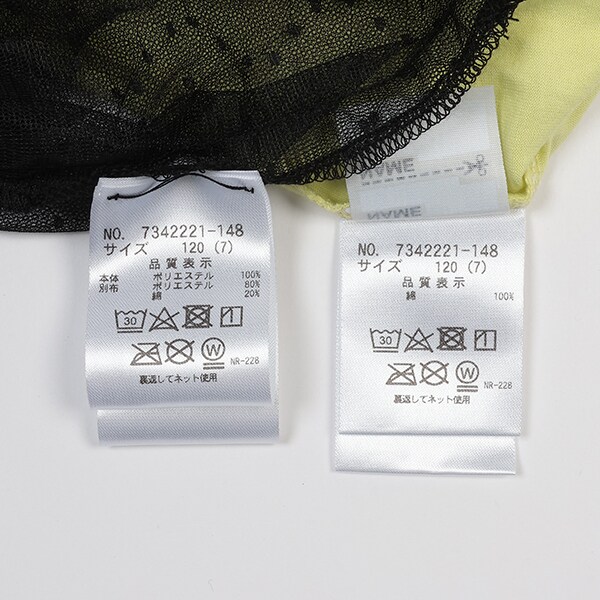 NO. 7342221-148
サイズ 120 (7)
品質表示
本体 ポリエステル 100%
別布 ポリエステル 80%
綿 20%
30
W
NR-228
裏返してネット使用
NAME
NAME
NO. 7342221-148
サイズ 120 (7)
品質表示
綿 100%
30
W
NR-228
裏返してネット使用